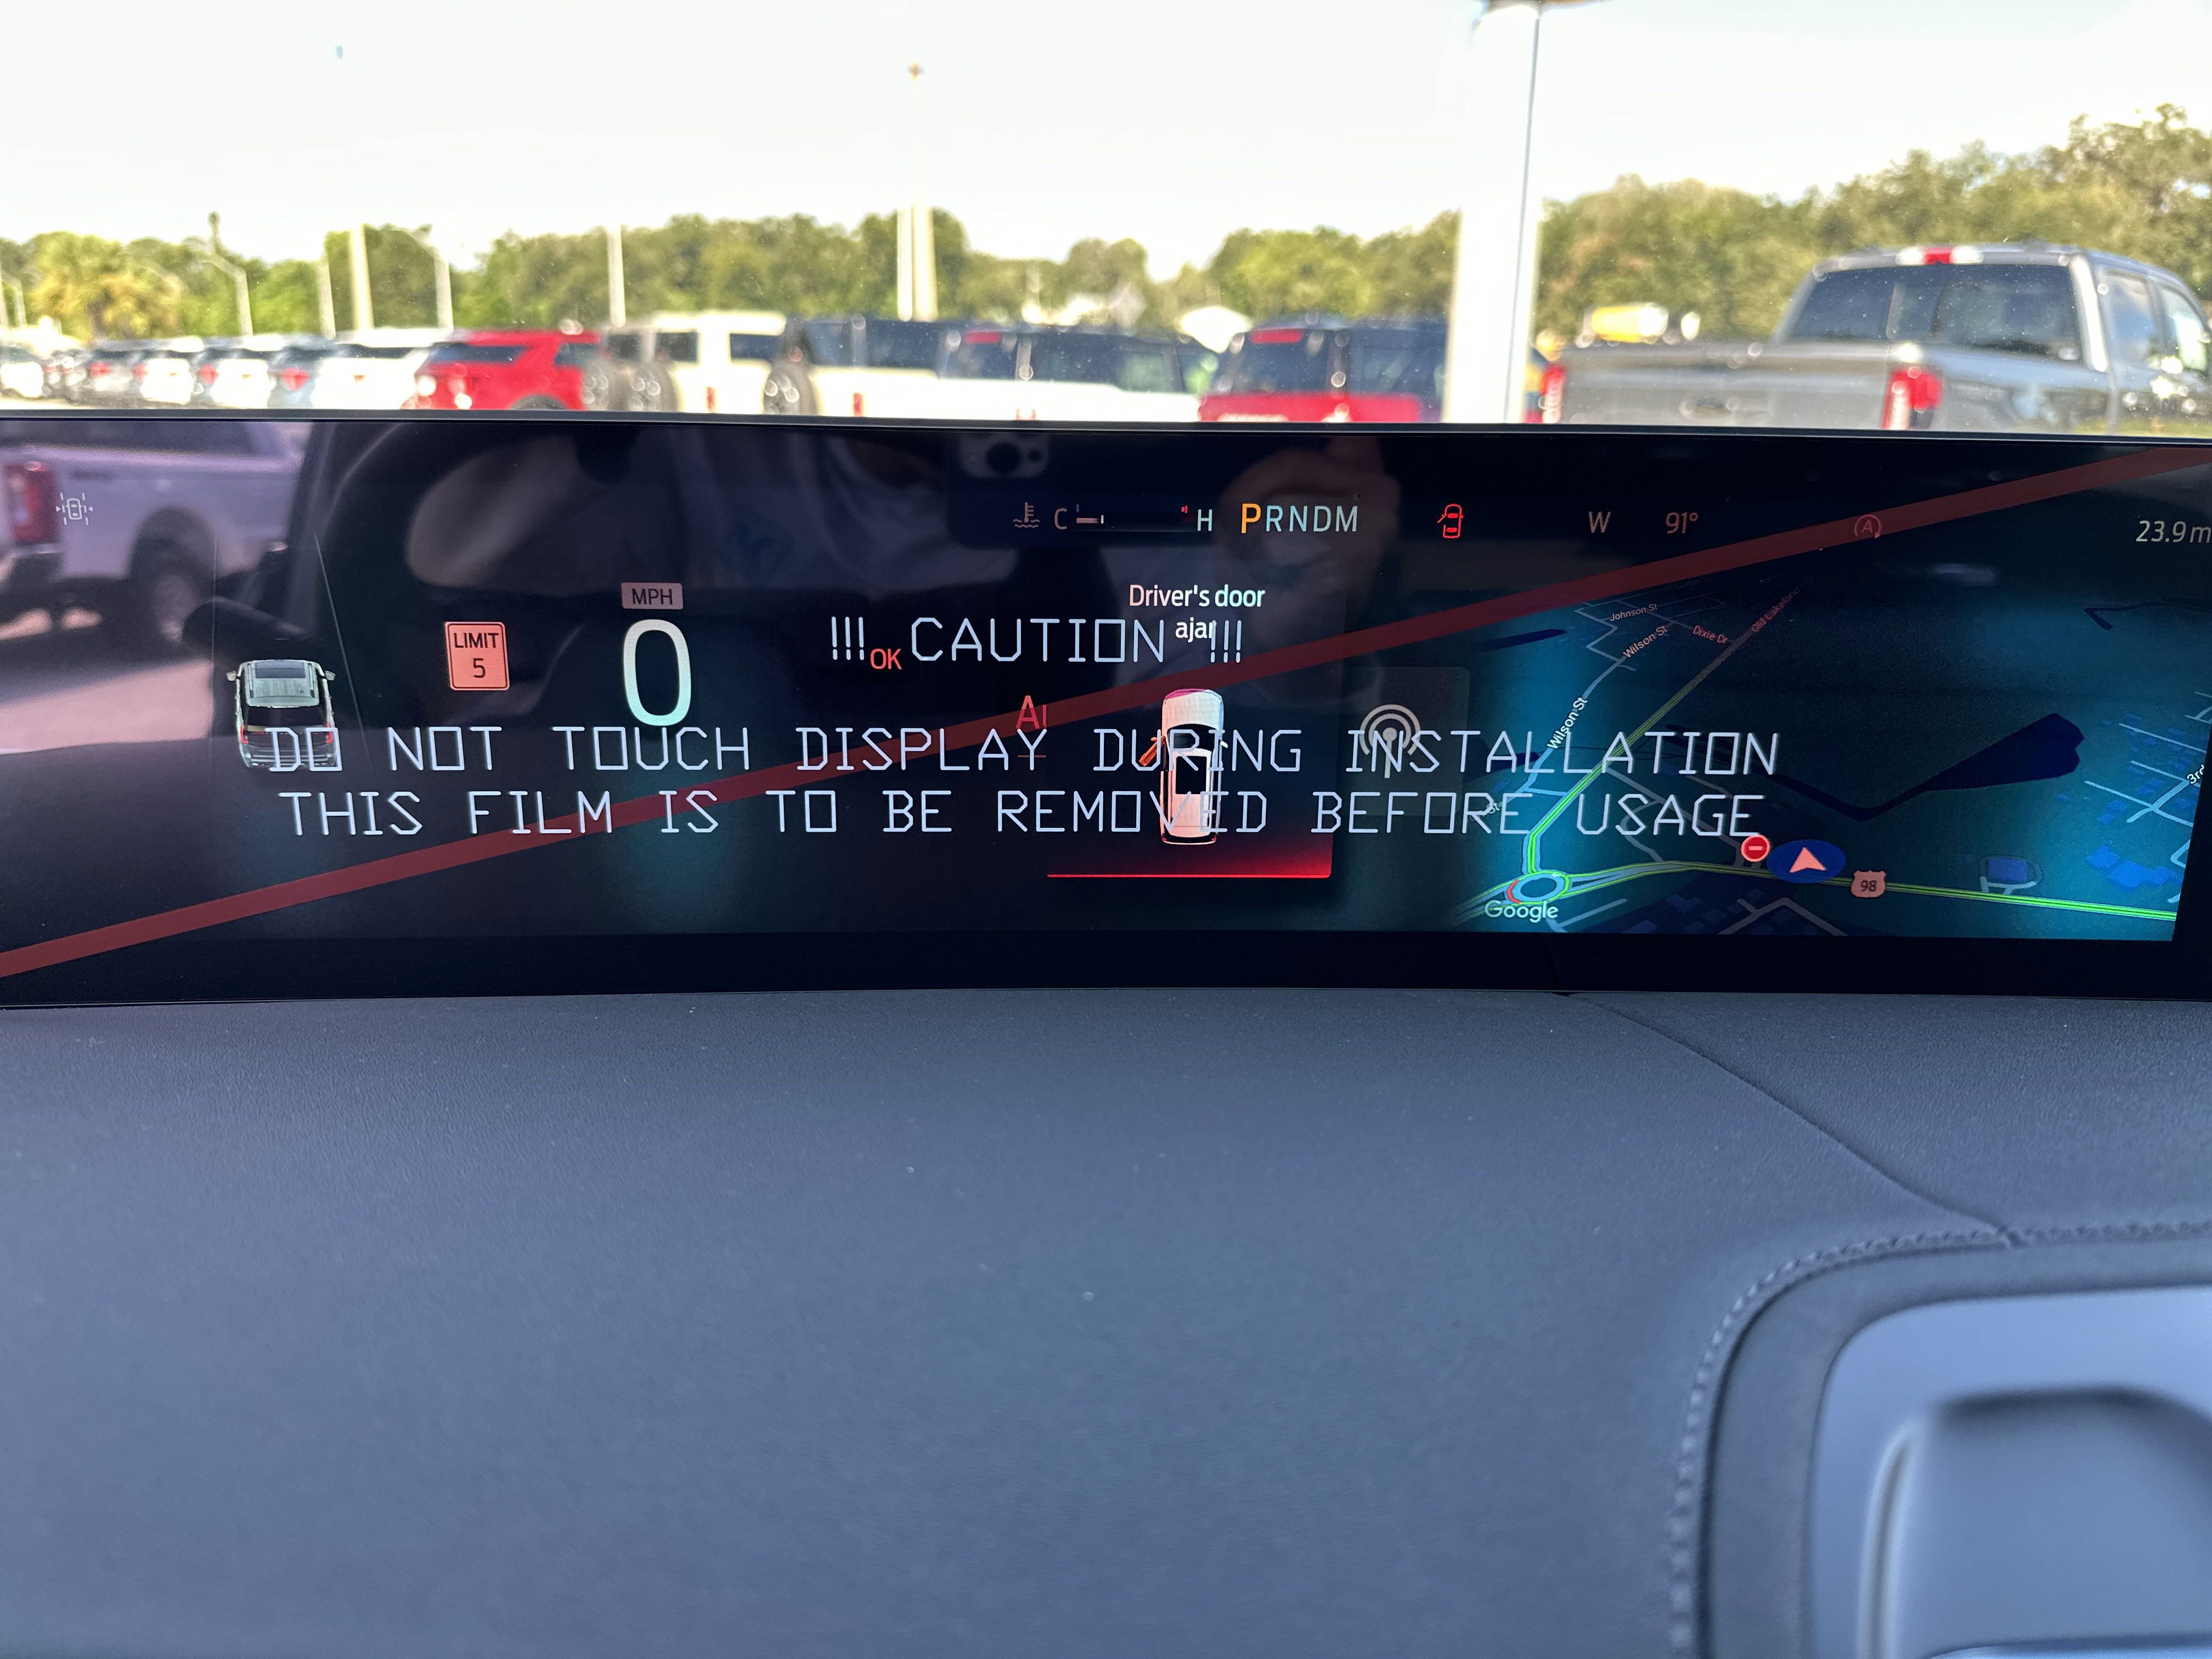 C H PRNDM W 91° A
23.9 m
MPH
LIMIT
5
0
Driver's door
ajar
!!! CAUTION !!!
OK
DO NOT TOUCH DISPLAY DURING INSTALLATION
THIS FILM IS TO BE REMOVED BEFORE USAGE
Johnson St
Wilson St
Dixie Dr
Wilson St
98
Google